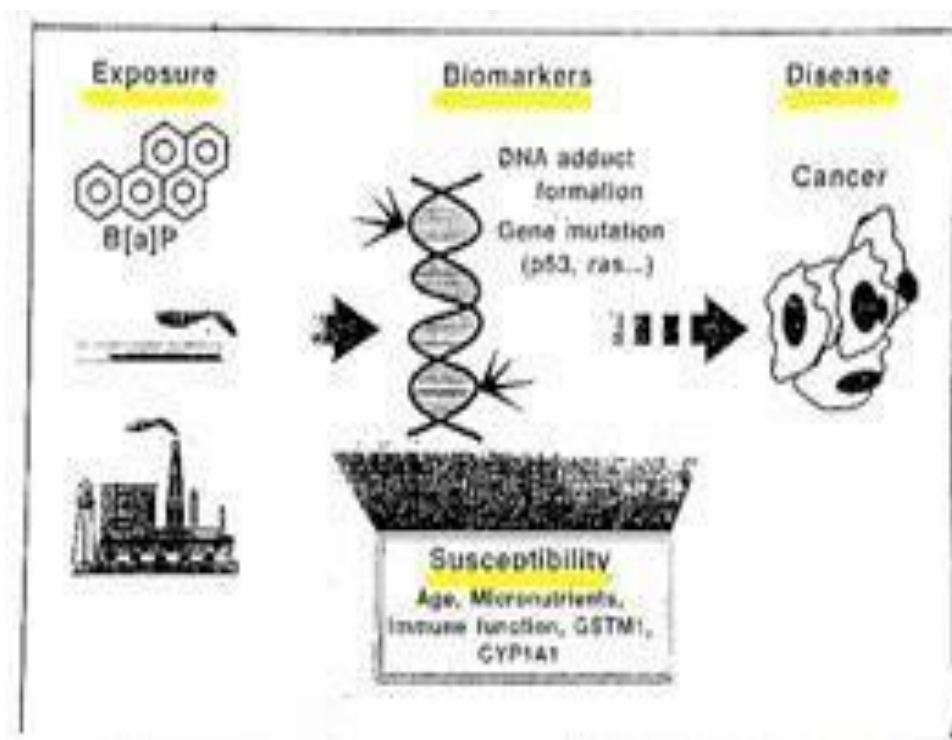 Exposure
Biomarkers
Disease
B[a]P
DNA adduct
formation
Gene mutation
(p53, ras...)
Cancer
Susceptibility
Age, Micronutrients,
Immune function, GSTM1,
CYP1A1